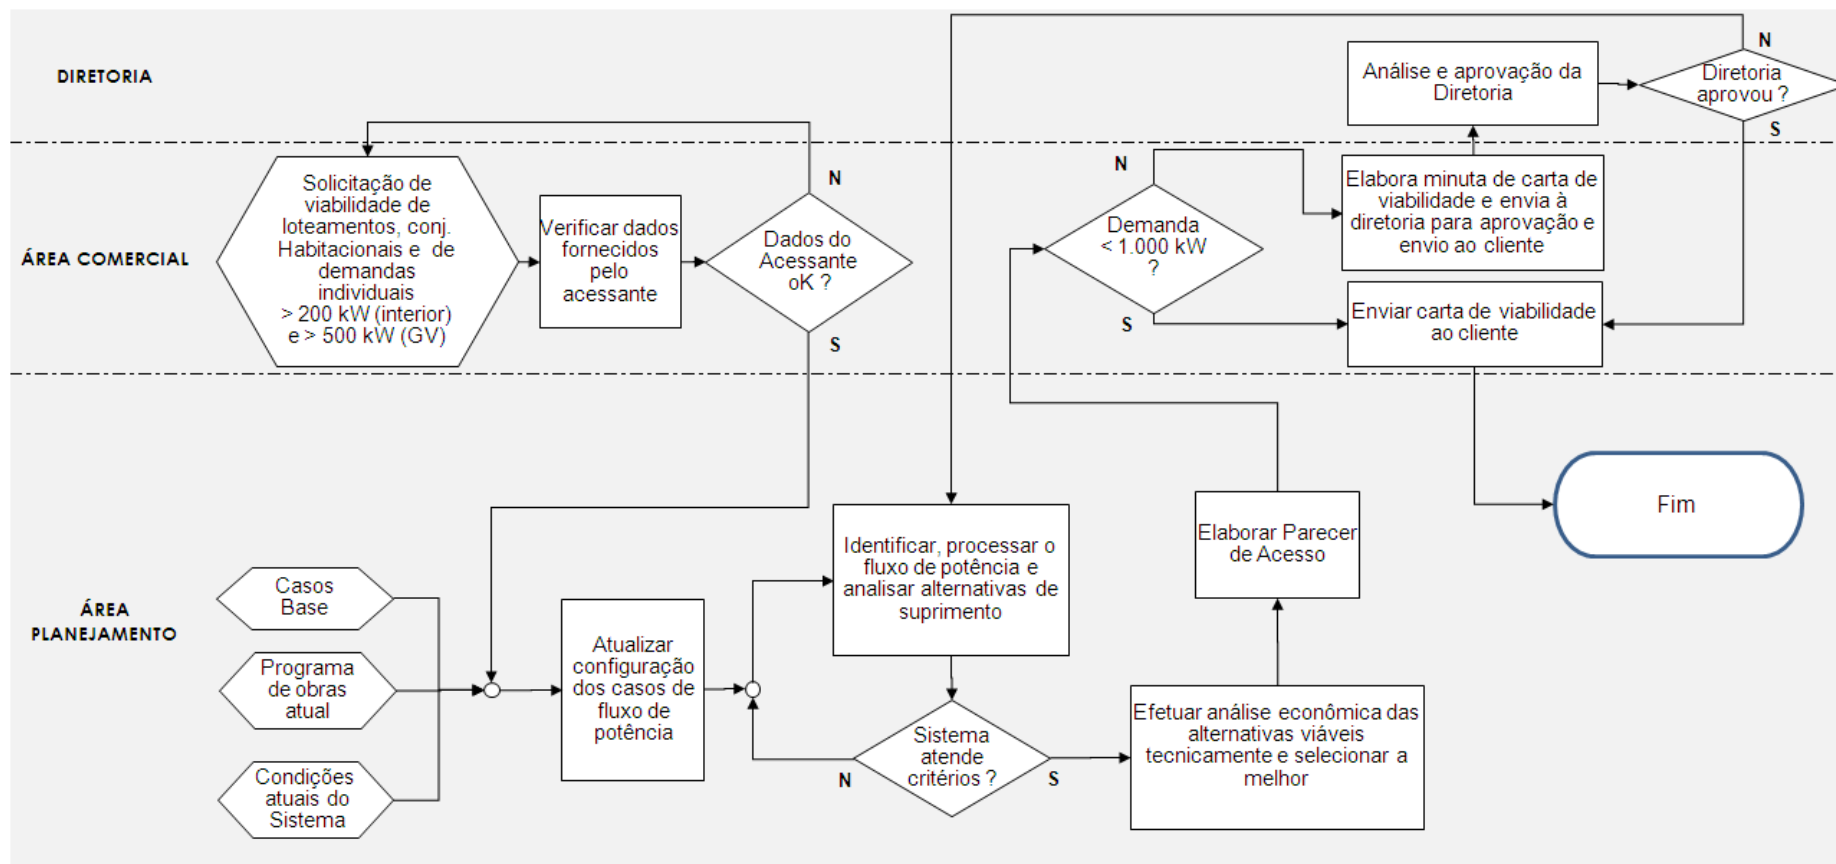 DIRETORIA
Análise e aprovação da
Diretoria
N
Diretoria
aprovou ?
S
ÁREA COMERCIAL
Solicitação de
viabilidade de
loteamentos, conj.
Habitacionais e de
demandas
individuais
> 200 kW (interior)
e > 500 kW (GV)
Verificar dados
fornecidos
pelo
acessante
N
Dados do
Acessante
oK ?
S
N
Demanda
< 1.000 kW
?
S
Elabora minuta de carta de
viabilidade e envia à
diretoria para aprovação e
envio ao cliente
Enviar carta de viabilidade
ao cliente
ÁREA
PLANEJAMENTO
Casos
Base
Programa
de obras
atual
Condições
atuais do
Sistema
Atualizar
configuração
dos casos de
fluxo de
potência
Identificar, processar o
fluxo de potência e
analisar alternativas de
suprimento
Sistema
atende
critérios ?
N
S
Efetuar análise econômica das
alternativas viáveis
tecnicamente e selecionar a
melhor
Elaborar Parecer
de Acesso
Fim